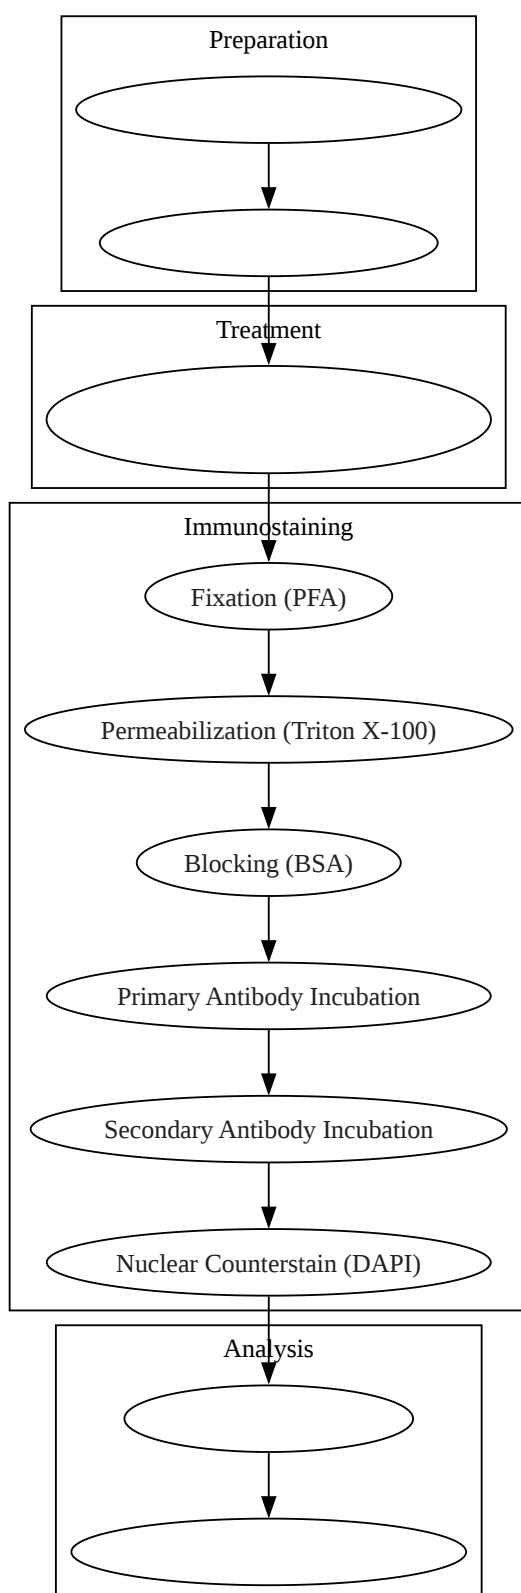 Preparation
Treatment
Immunostaining
Fixation (PFA)
Permeabilization (Triton X-100)
Blocking (BSA)
Primary Antibody Incubation
Secondary Antibody Incubation
Nuclear Counterstain (DAPI)
Analysis